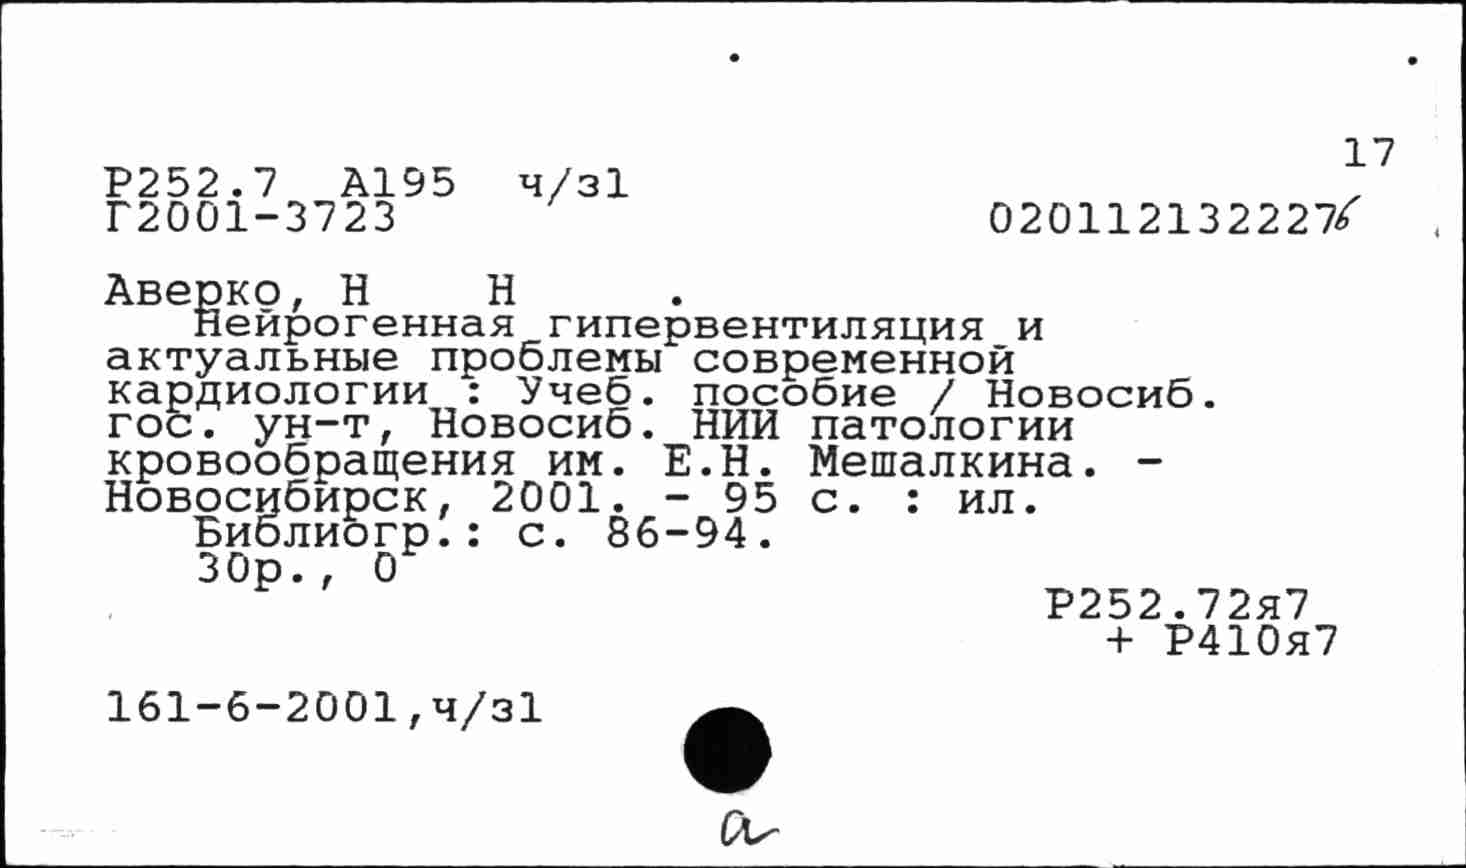 17
Р252.7 А195 ч/з1
Г2001-3723 0201121322276
Аверко, Н Н .
Нейрогенная гипервентиляция и
актуальные проблемы современной
кардиологии : Учеб. пособие / Новосиб.
гос. ун-т, Новосиб. НИИ патологии
кровообращения им. Е.Н. Мешалкина. -
Новосибирск, 2001. - 95 с. : ил.
Библиогр.: с. 86-94.
30р., 0
Р252.72я7
+ Р410я7
161-6-2001,ч/з1
а